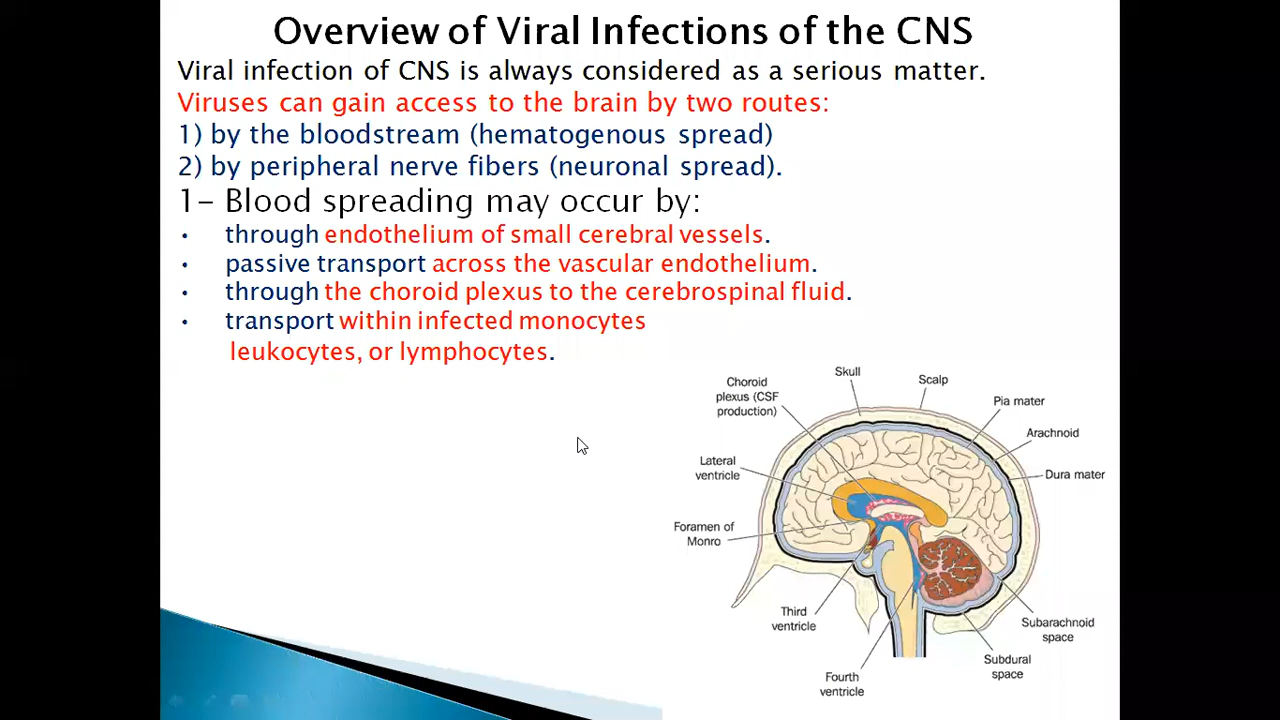 Overview of Viral Infections of the CNS
Viral infection of CNS is always considered as a serious matter.
Viruses can gain access to the brain by two routes:
1) by the bloodstream (hematogenous spread)
2) by peripheral nerve fibers (neuronal spread).
1- Blood spreading may occur by:
• through endothelium of small cerebral vessels.
• passive transport across the vascular endothelium.
• through the choroid plexus to the cerebrospinal fluid.
• transport within infected monocytes
leukocytes, or lymphocytes.
Choroid
plexus (CSF
production)
Skull
Scalp
Pia mater
Arachnoid
Dura mater
Lateral
ventricle
Foramen of
Monro
Third
ventricle
Fourth
ventricle
Subarachnoid
space
Subdural
space